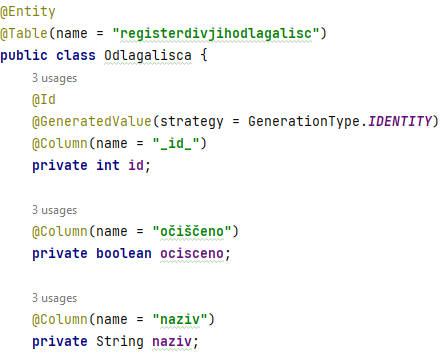 @Entity
@Table(name = "registerdivjihodlagalisc")
public class Odlagalisca {
3 usages
@Id
@GeneratedValue(strategy = GenerationType.IDENTITY)
@Column(name = "_id_")
private int id;
3 usages
@Column(name = "očiščeno")
private boolean ocisceno;
3 usages
@Column(name = "naziv")
private String naziv;